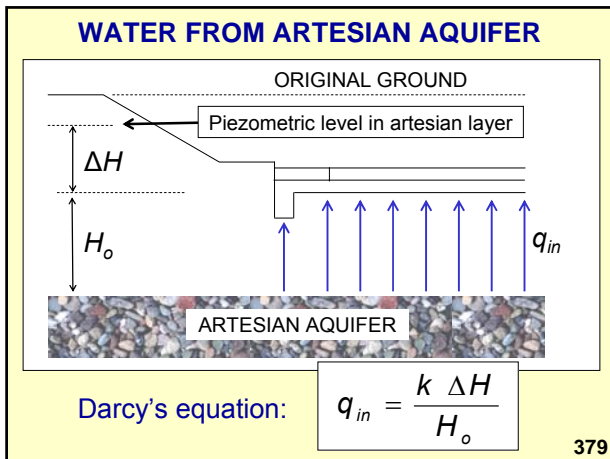 WATER FROM ARTESIAN AQUIFER
ORIGINAL GROUND
Piezometric level in artesian layer
ΔH
H_o
q_in
ARTESIAN AQUIFER
Darcy's equation: q_in = k ΔH / H_o
379